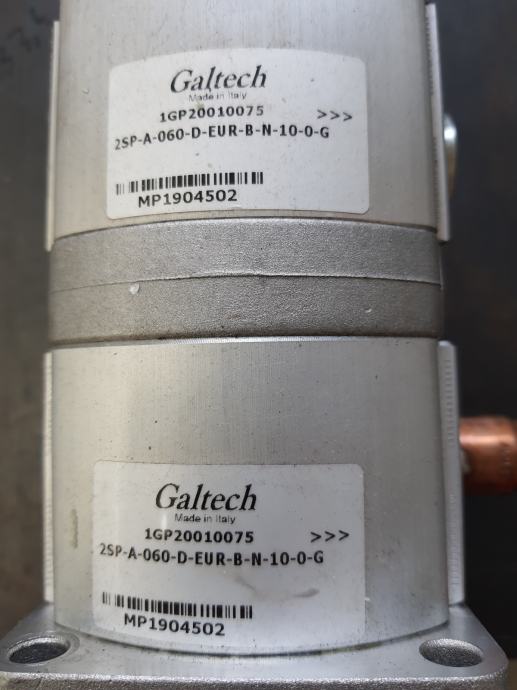 Galtech
Made in Italy
1GP20010075 >>>
2SP-A-060-D-EUR-B-N-10-0-G
MP1904502
Galtech
Made in Italy
1GP20010075 >>>
2SP-A-060-D-EUR-B-N-10-0-G
MP1904502